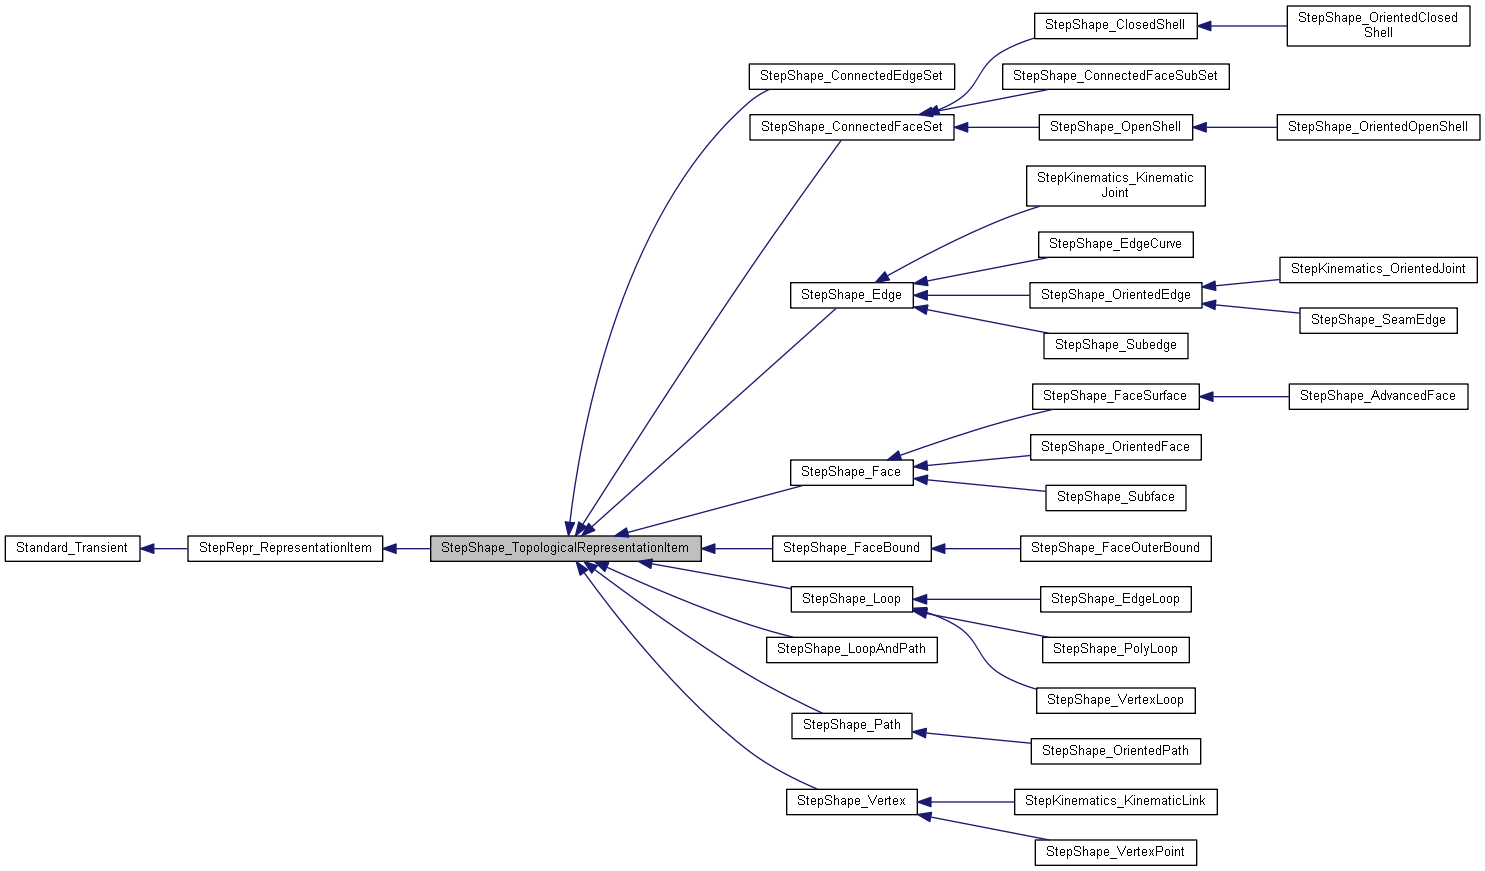 StepShape_ClosedShell
StepShape_OrientedClosed
Shell
StepShape_ConnectedEdgeSet
StepShape_ConnectedFaceSubSet
StepShape_ConnectedFaceSet
StepShape_OpenShell
StepShape_OrientedOpenShell
StepKinematics_Kinematic
Joint
StepShape_EdgeCurve
StepShape_Edge
StepShape_OrientedEdge
StepKinematics_OrientedJoint
StepShape_SeamEdge
StepShape_Subedge
StepShape_FaceSurface
StepShape_AdvancedFace
StepShape_OrientedFace
StepShape_Face
StepShape_Subface
Standard_Transient
StepRepr_RepresentationItem
StepShape_TopologicalRepresentationItem
StepShape_FaceBound
StepShape_FaceOuterBound
StepShape_Loop
StepShape_EdgeLoop
StepShape_LoopAndPath
StepShape_PolyLoop
StepShape_VertexLoop
StepShape_Path
StepShape_OrientedPath
StepShape_Vertex
StepKinematics_KinematicLink
StepShape_VertexPoint